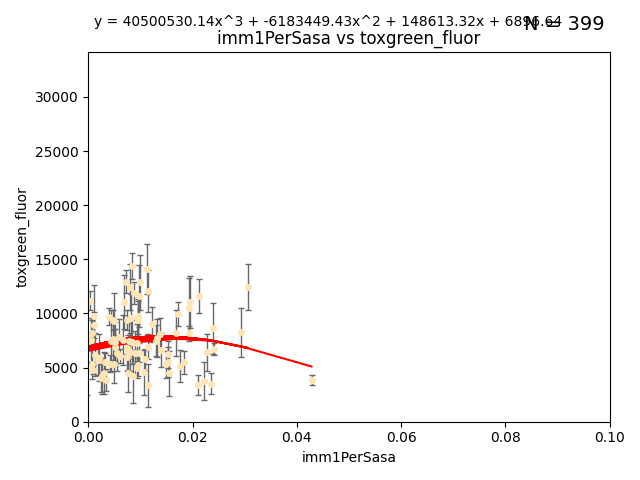 y = 40500530.14x^3 + -6183449.43x^2 + 148613.32x + 6896.64
N = 399
imm1PerSasa vs toxgreen_fluor
30000
25000
20000
15000
10000
5000
0
toxgreen_fluor
0.00 0.02 0.04 0.06 0.08 0.10
imm1PerSasa